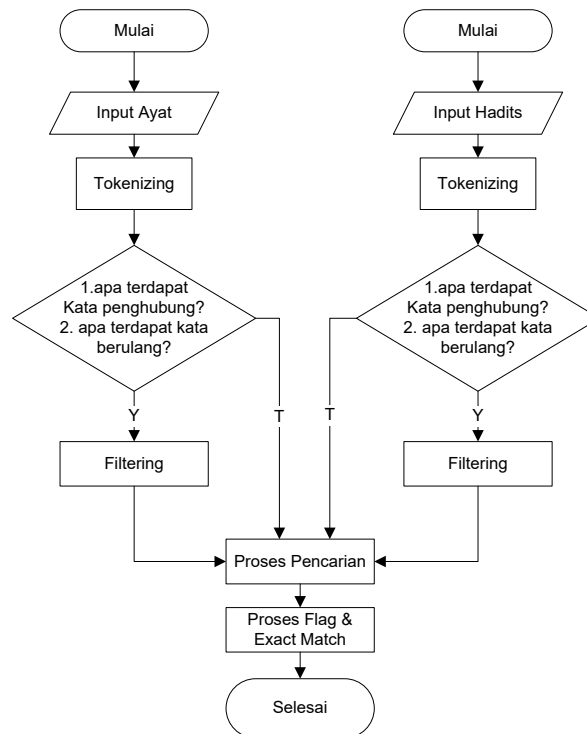 Mulai
Input Ayat
Tokenizing
1.apa terdapat
Kata penghubung?
2. apa terdapat kata
berulang?
Y
T
Filtering
Mulai
Input Hadits
Tokenizing
1.apa terdapat
Kata penghubung?
2. apa terdapat kata
berulang?
T
Y
Filtering
Proses Pencarian
Proses Flag &
Exact Match
Selesai